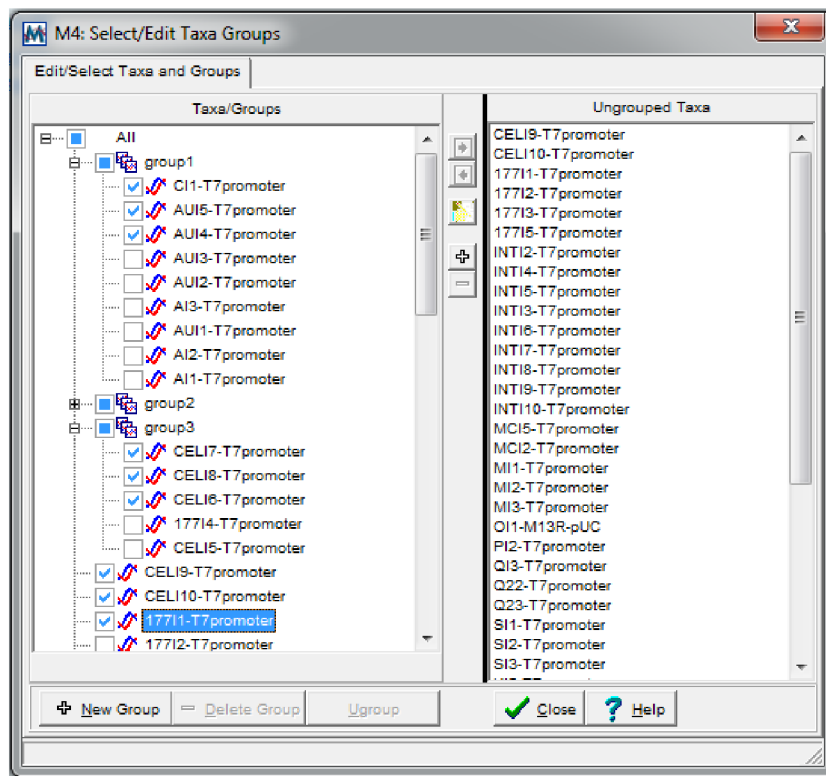 M4: Select/Edit Taxa Groups
Edit/Select Taxa and Groups
Taxa/Groups
All
group1
CI1-T7promoter
AUI5-T7promoter
AUI4-T7promoter
AUI3-T7promoter
AUI2-T7promoter
AI3-T7promoter
AUI1-T7promoter
AI2-T7promoter
AI1-T7promoter
group2
group3
CELI7-T7promoter
CELI8-T7promoter
CELI6-T7promoter
177I4-T7promoter
CELI5-T7promoter
CELI9-T7promoter
CELI10-T7promoter
177I1-T7promoter
177I2-T7promoter
Ungrouped Taxa
CELI9-T7promoter
CELI10-T7promoter
177I1-T7promoter
177I2-T7promoter
177I3-T7promoter
177I5-T7promoter
INTI2-T7promoter
INTI4-T7promoter
INTI5-T7promoter
INTI3-T7promoter
INTI6-T7promoter
INTI7-T7promoter
INTI8-T7promoter
INTI9-T7promoter
INTI10-T7promoter
MCI5-T7promoter
MCI2-T7promoter
MI1-T7promoter
MI2-T7promoter
MI3-T7promoter
OI1-M13R-pUC
PI2-T7promoter
QI3-T7promoter
Q22-T7promoter
Q23-T7promoter
SI1-T7promoter
SI2-T7promoter
SI3-T7promoter
New Group
Delete Group
Ugroup
Close
Help